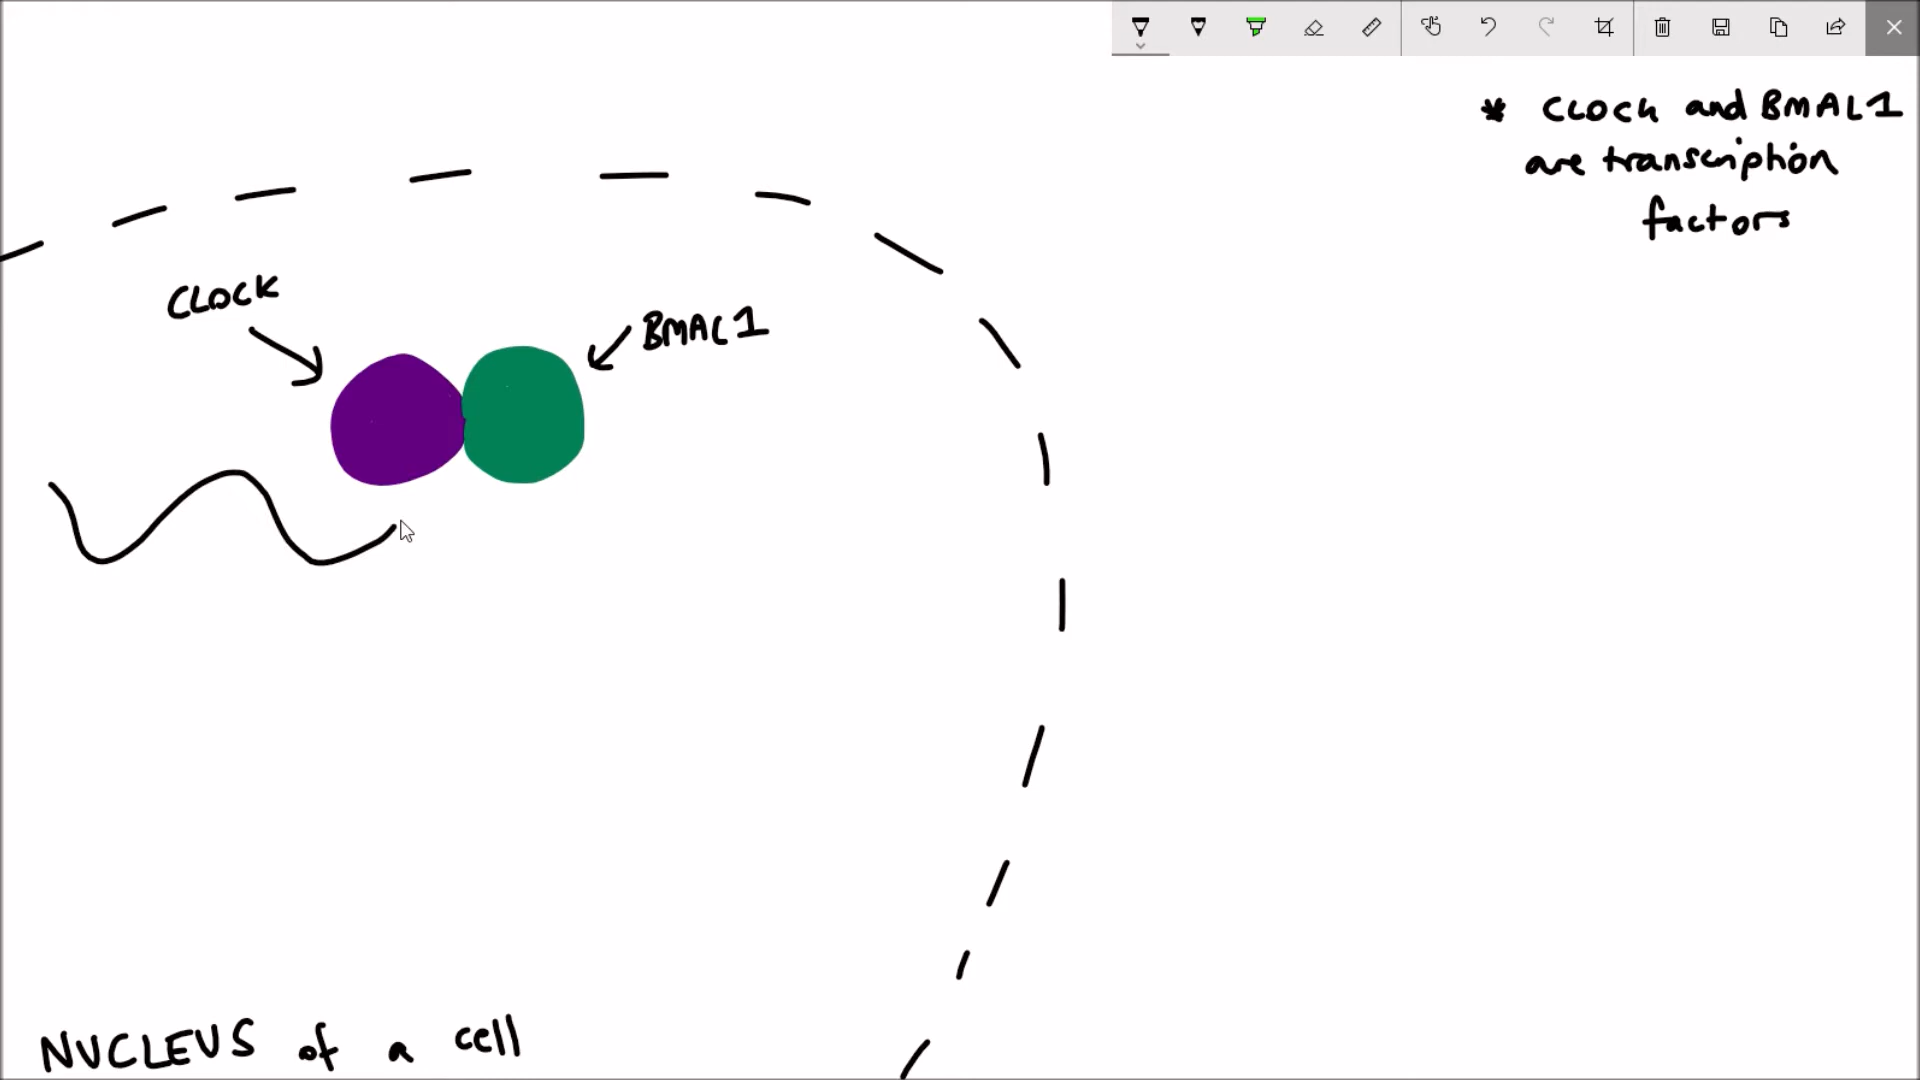 * CLOCK and BMAL1
are transcription
factors
CLOCK
BMAL1
NUCLEUS of a cell